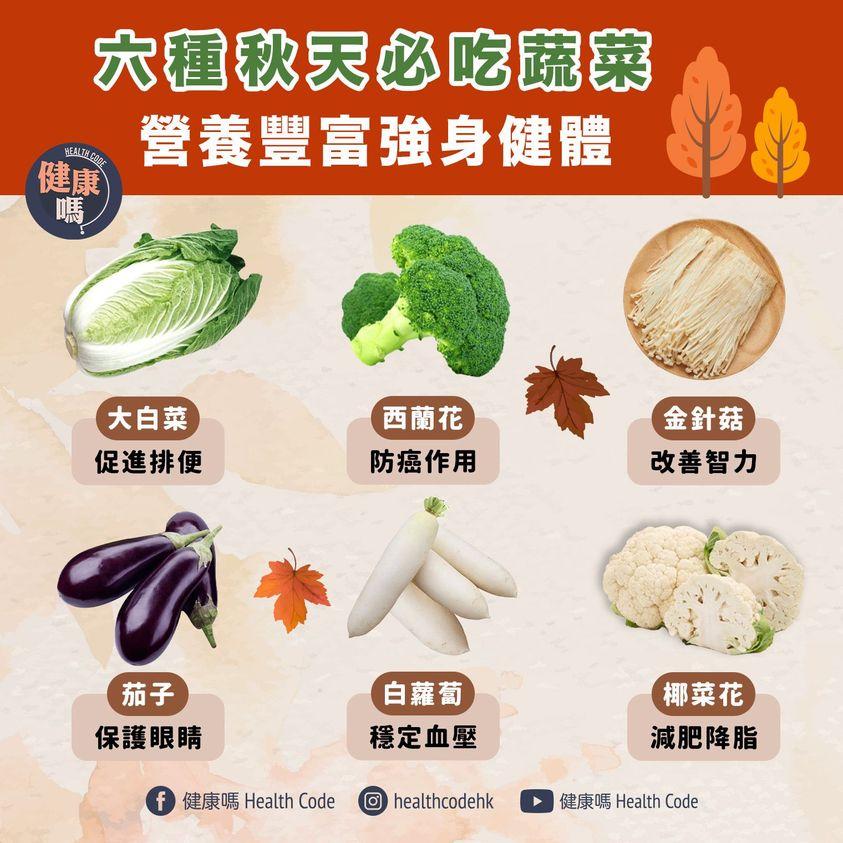 六種秋天必吃蔬菜
營養豐富強身健體
HEALTH CODE
健康
嗎?
大白菜
促進排便
西蘭花
防癌作用
金針菇
改善智力
茄子
保護眼睛
白蘿蔔
穩定血壓
椰菜花
減肥降脂
健康嗎 Health Code
healthcodehk
健康嗎 Health Code